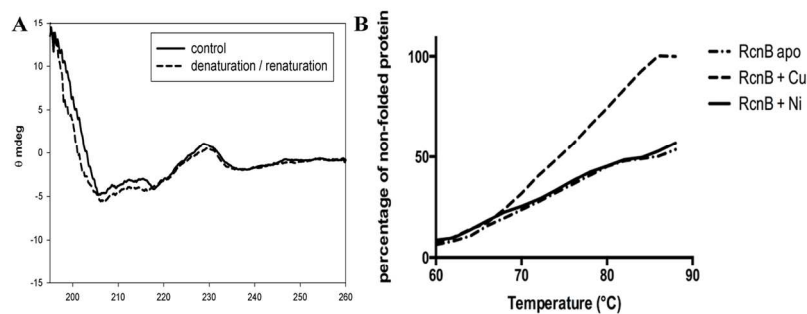 A
15
10
5
0
-5
-10
-15
θ mdeg
control
denaturation / renaturation
200 210 220 230 240 250 260
B
percentage of non-folded protein
100
50
0
60 70 80 90
Temperature (°C)
RcnB apo
RcnB + Cu
RcnB + Ni